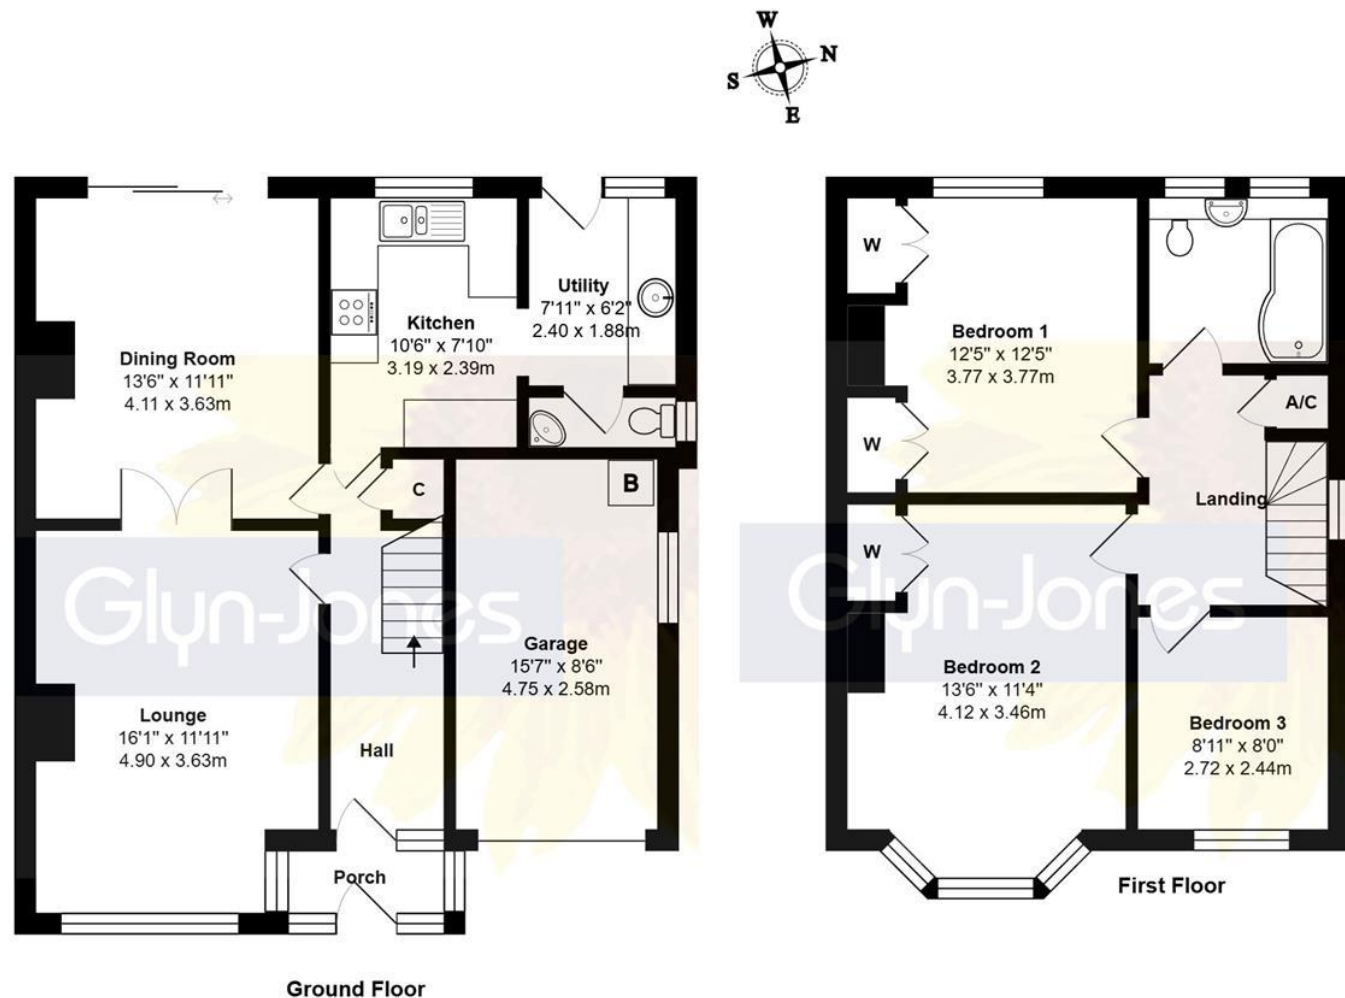 W
N
S
E
Dining Room
13'6" x 11'11"
4.11 x 3.63m
Kitchen
10'6" x 7'10"
3.19 x 2.39m
Utility
7'11" x 6'2"
2.40 x 1.88m
C
B
Glyn-Jones
Garage
15'7" x 8'6"
4.75 x 2.58m
Lounge
16'1" x 11'11"
4.90 x 3.63m
Hall
Porch
Ground Floor
W
Bedroom 1
12'5" x 12'5"
3.77 x 3.77m
A/C
W
Landing
W
Glyn-Jones
Bedroom 2
13'6" x 11'4"
4.12 x 3.46m
Bedroom 3
8'11" x 8'0"
2.72 x 2.44m
First Floor